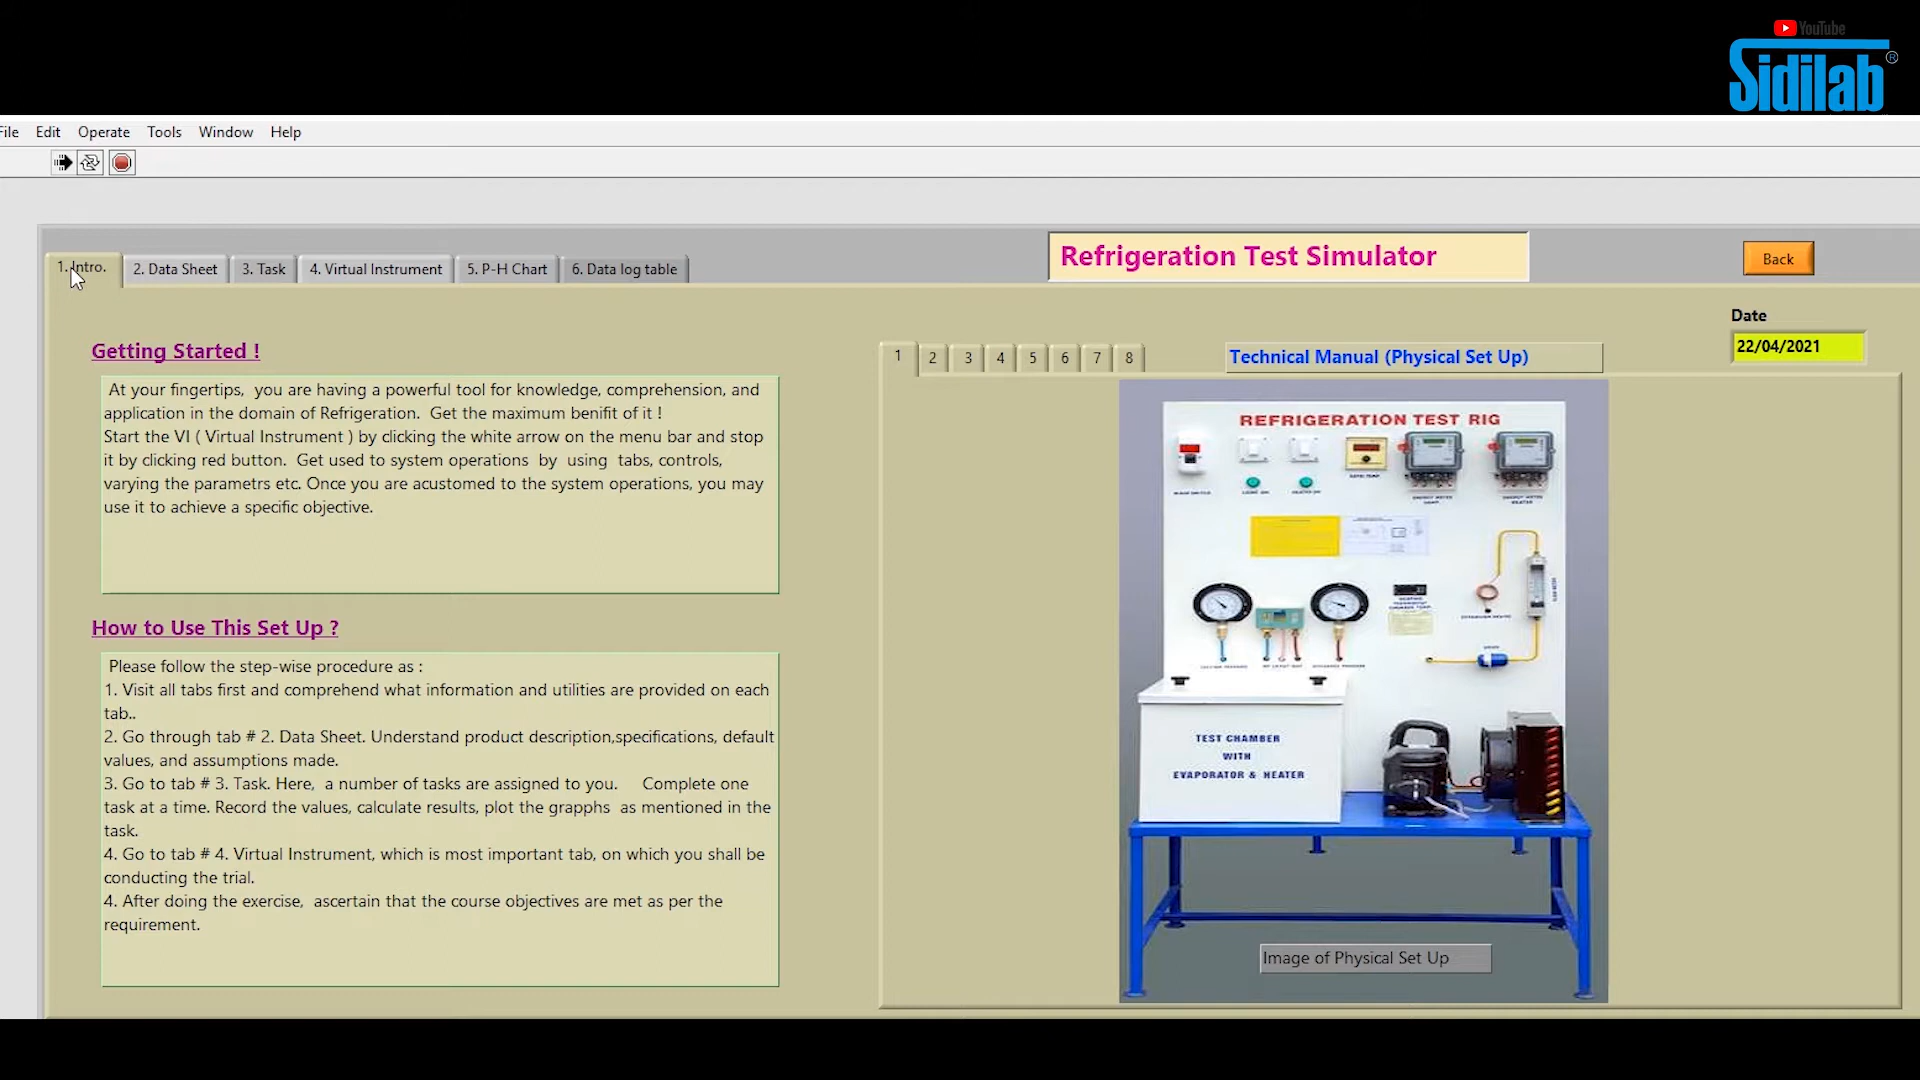 YouTube
Sidilab®
File Edit Operate Tools Window Help
1. Intro. 2. Data Sheet 3. Task 4. Virtual Instrument 5. P-H Chart 6. Data log table
Refrigeration Test Simulator
Back
Date
22/04/2021
Getting Started !
At your fingertips, you are having a powerful tool for knowledge, comprehension, and
application in the domain of Refrigeration. Get the maximum benifit of it !
Start the VI ( Virtual Instrument ) by clicking the white arrow on the menu bar and stop
it by clicking red button. Get used to system operations by using tabs, controls,
varying the parametrs etc. Once you are acustomed to the system operations, you may
use it to achieve a specific objective.
How to Use This Set Up ?
Please follow the step-wise procedure as :
1. Visit all tabs first and comprehend what information and utilities are provided on each
tab..
2. Go through tab # 2. Data Sheet. Understand product description,specifications, default
values, and assumptions made.
3. Go to tab # 3. Task. Here, a number of tasks are assigned to you. Complete one
task at a time. Record the values, calculate results, plot the grapphs as mentioned in the
task.
4. Go to tab # 4. Virtual Instrument, which is most important tab, on which you shall be
conducting the trial.
4. After doing the exercise, ascertain that the course objectives are met as per the
requirement.
1 2 3 4 5 6 7 8
Technical Manual (Physical Set Up)
REFRIGERATION TEST RIG
TEST CHAMBER
WITH
EVAPORATOR & HEATER
Image of Physical Set Up